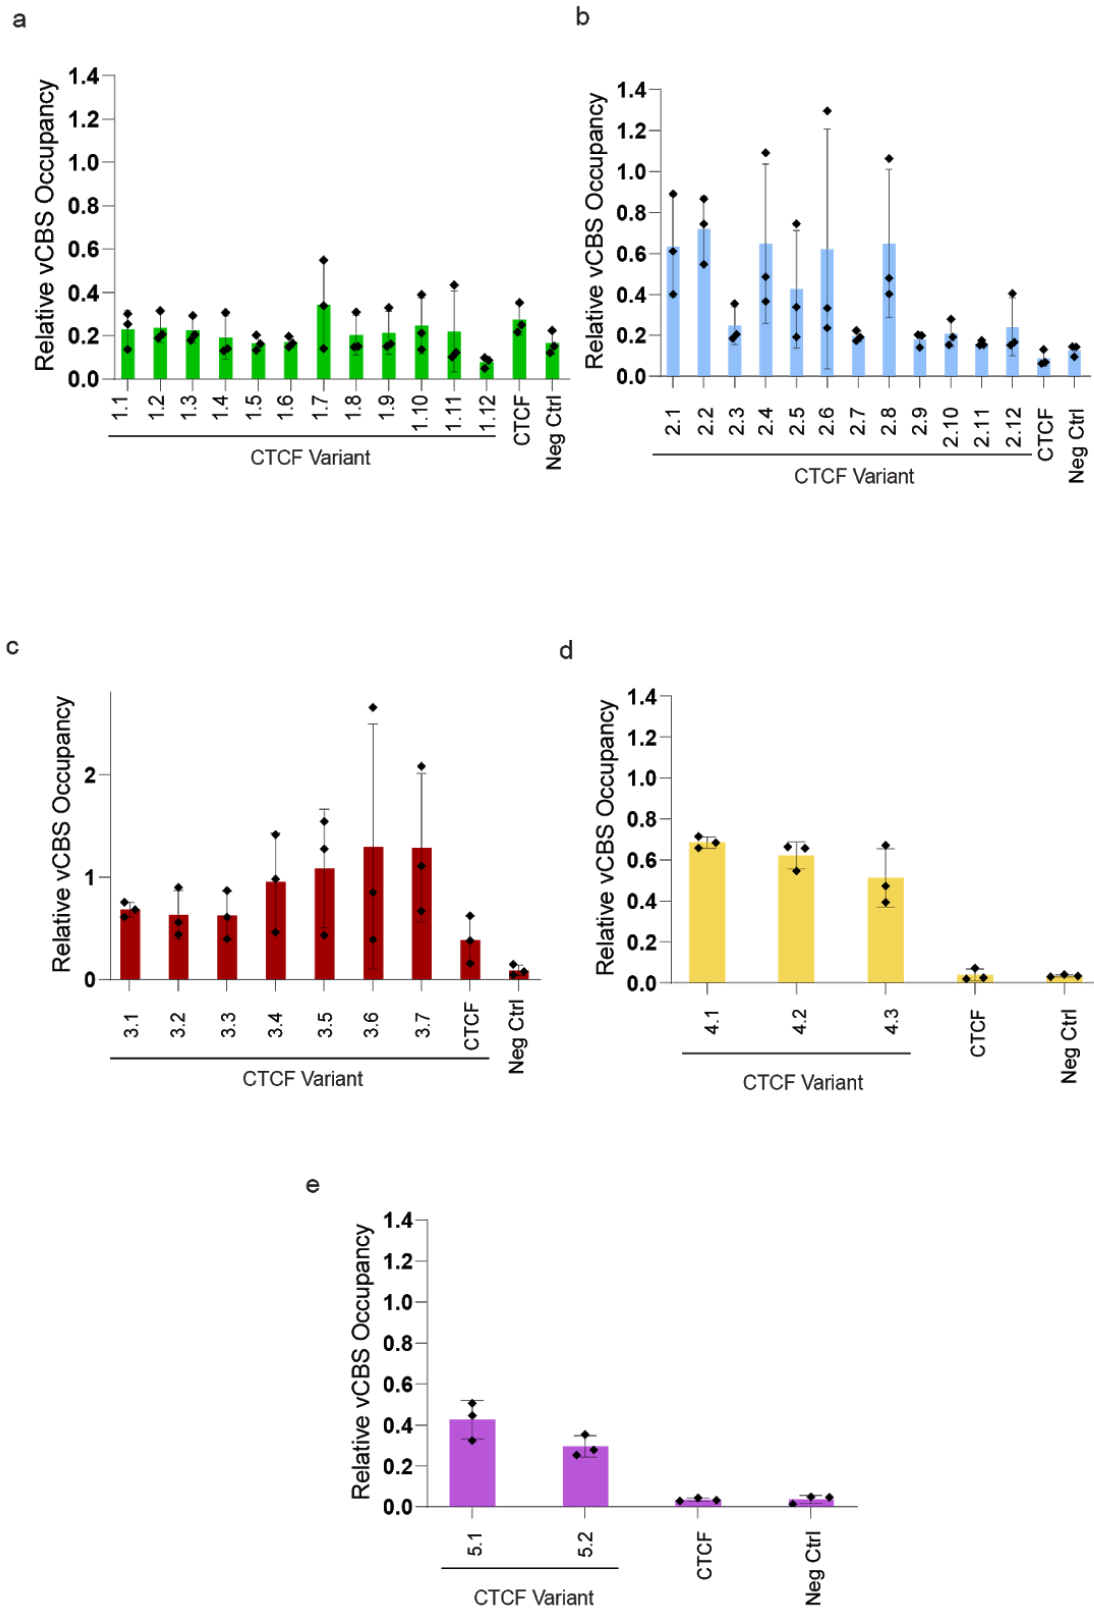 a
Relative vCBS Occupancy
1.4
1.2
1.0
0.8
0.6
0.4
0.2
0.0
1.1
1.2
1.3
1.4
1.5
1.6
1.7
1.8
1.9
1.10
1.11
1.12
CTCF
Neg Ctrl
CTCF Variant
b
Relative vCBS Occupancy
1.4
1.2
1.0
0.8
0.6
0.4
0.2
0.0
2.1
2.2
2.3
2.4
2.5
2.6
2.7
2.8
2.9
2.10
2.11
2.12
CTCF
Neg Ctrl
CTCF Variant
c
Relative vCBS Occupancy
2
1
0
3.1
3.2
3.3
3.4
3.5
3.6
3.7
CTCF
Neg Ctrl
CTCF Variant
d
Relative vCBS Occupancy
1.4
1.2
1.0
0.8
0.6
0.4
0.2
0.0
4.1
4.2
4.3
CTCF
Neg Ctrl
CTCF Variant
e
Relative vCBS Occupancy
1.4
1.2
1.0
0.8
0.6
0.4
0.2
0.0
5.1
5.2
CTCF
Neg Ctrl
CTCF Variant